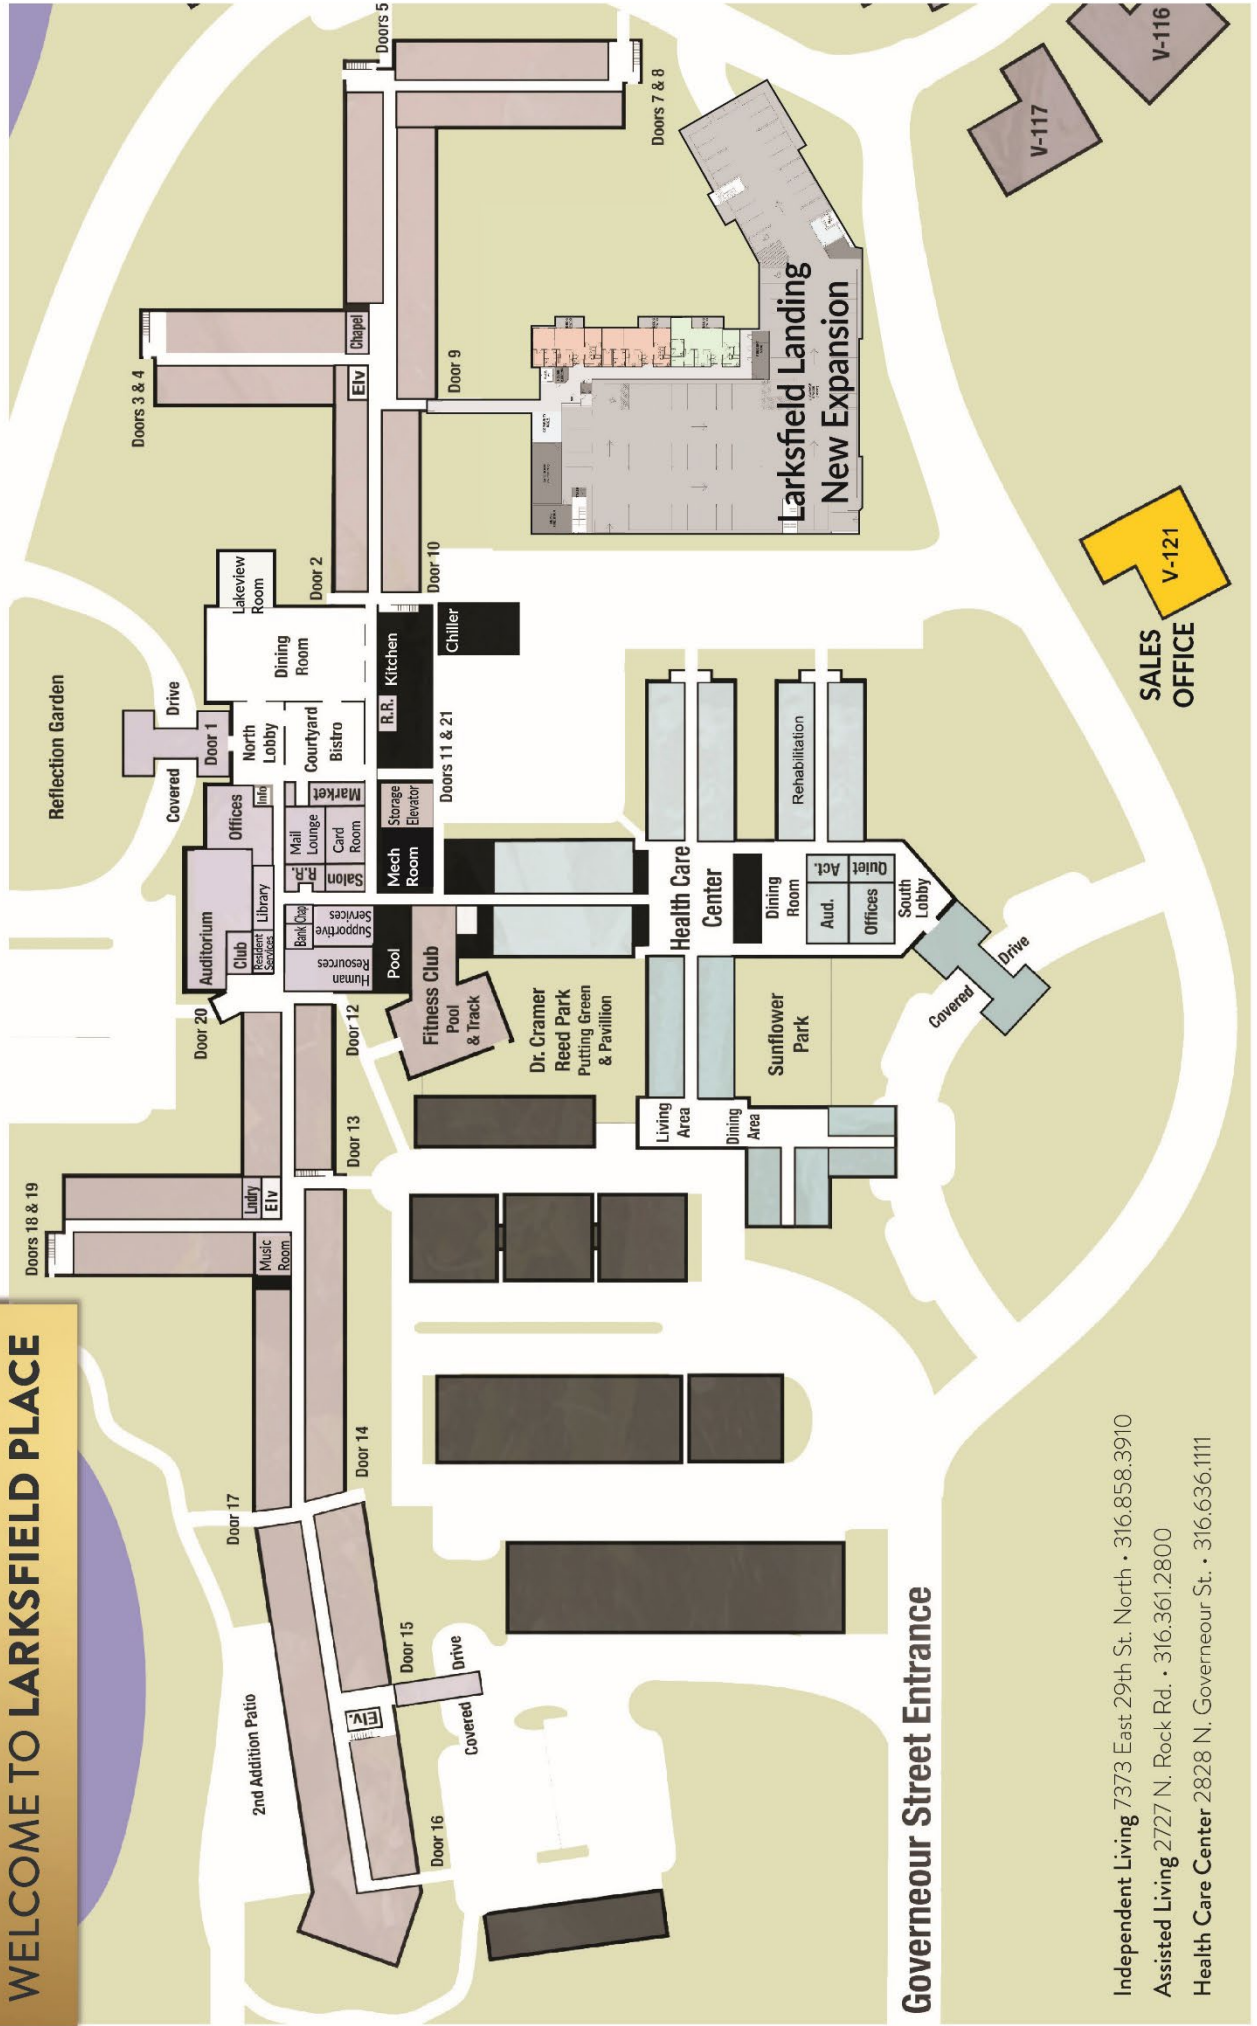 WELCOME TO LARKSFIELD PLACE
Reflection Garden
Doors 18 & 19
Door 17
2nd Addition Patio
Door 16
Covered
Drive
Door 15
Elv.
Door 14
Music
Room
Lndry
Elv
Door 13
Door 12
Door 20
Auditorium
Club
Resident
Services
Library
Offices
Info
Human
Resources
Supportive
Services
Bank
Chap
R.R.
Salon
Mail
Lounge
Card
Room
Market
Covered
Drive
Door 1
North
Lobby
Courtyard
Bistro
Dining
Room
Lakeview
Room
Pool
Mech
Room
Storage
Elevator
R.R.
Kitchen
Chiller
Doors 11 & 21
Door 2
Door 10
Doors 3 & 4
Elv
Chapel
Door 9
Doors 5
Doors 7 & 8
Fitness Club
Pool
& Track
Dr. Cramer
Reed Park
Putting Green
& Pavillion
Health Care
Center
Living
Area
Dining
Area
Sunflower
Park
Dining
Room
Aud.
Act.
Offices
Quiet
South
Lobby
Rehabilitation
Covered
Drive
Larksfield Landing
New Expansion
V-116
V-117
V-121
SALES
OFFICE
Governeour Street Entrance
Independent Living 7373 East 29th St. North • 316.858.3910
Assisted Living 2727 N. Rock Rd. • 316.361.2800
Health Care Center 2828 N. Governeour St. • 316.636.1111